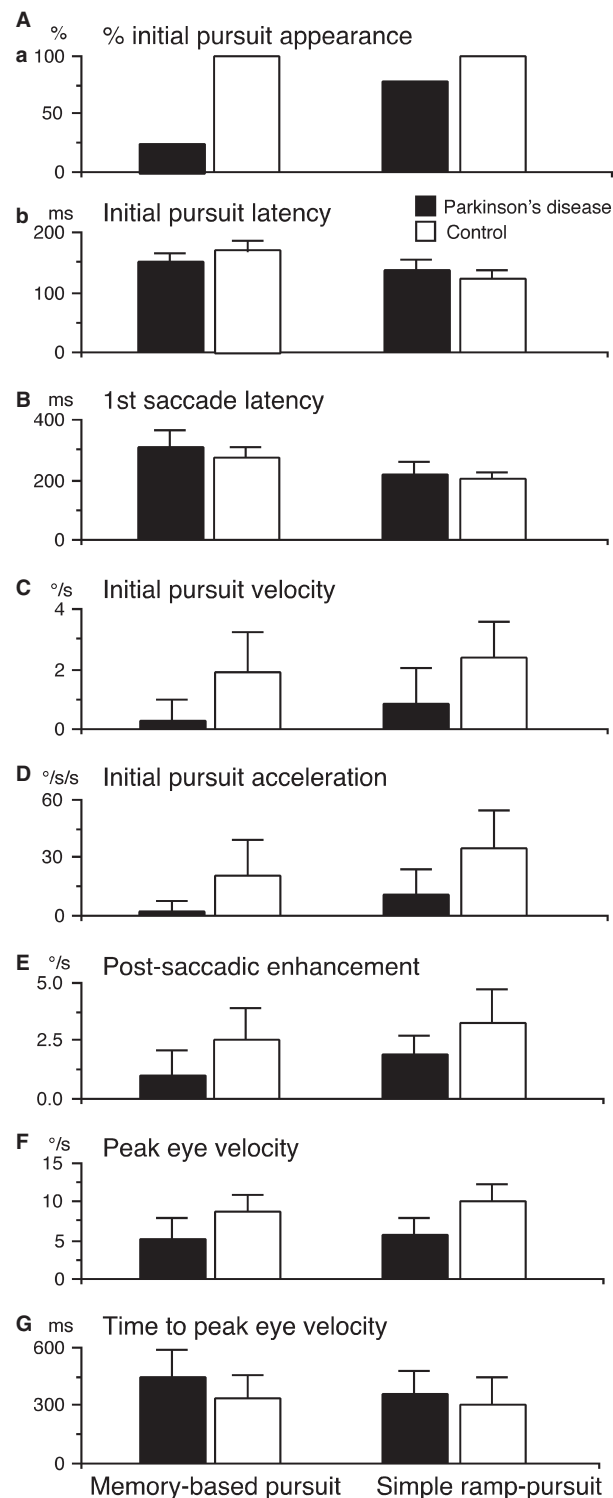 A
% % initial pursuit appearance
a 100
50
0
b ms Initial pursuit latency
Parkinson's disease
Control
200
100
0
B ms 1st saccade latency
400
200
0
C °/s Initial pursuit velocity
4
2
0
D °/s/s Initial pursuit acceleration
60
30
0
E °/s Post-saccadic enhancement
5.0
2.5
0.0
F °/s Peak eye velocity
15
10
5
0
G ms Time to peak eye velocity
600
300
0
Memory-based pursuit Simple ramp-pursuit